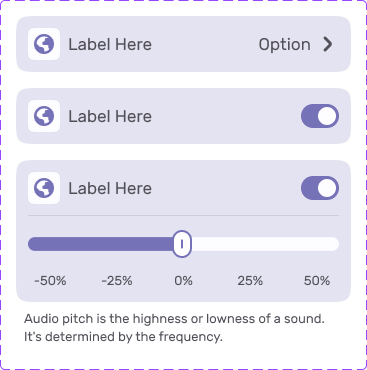 Label Here
Option
Label Here
Label Here
-50%
-25%
0%
25%
50%
Audio pitch is the highness or lowness of a sound.
It's determined by the frequency.